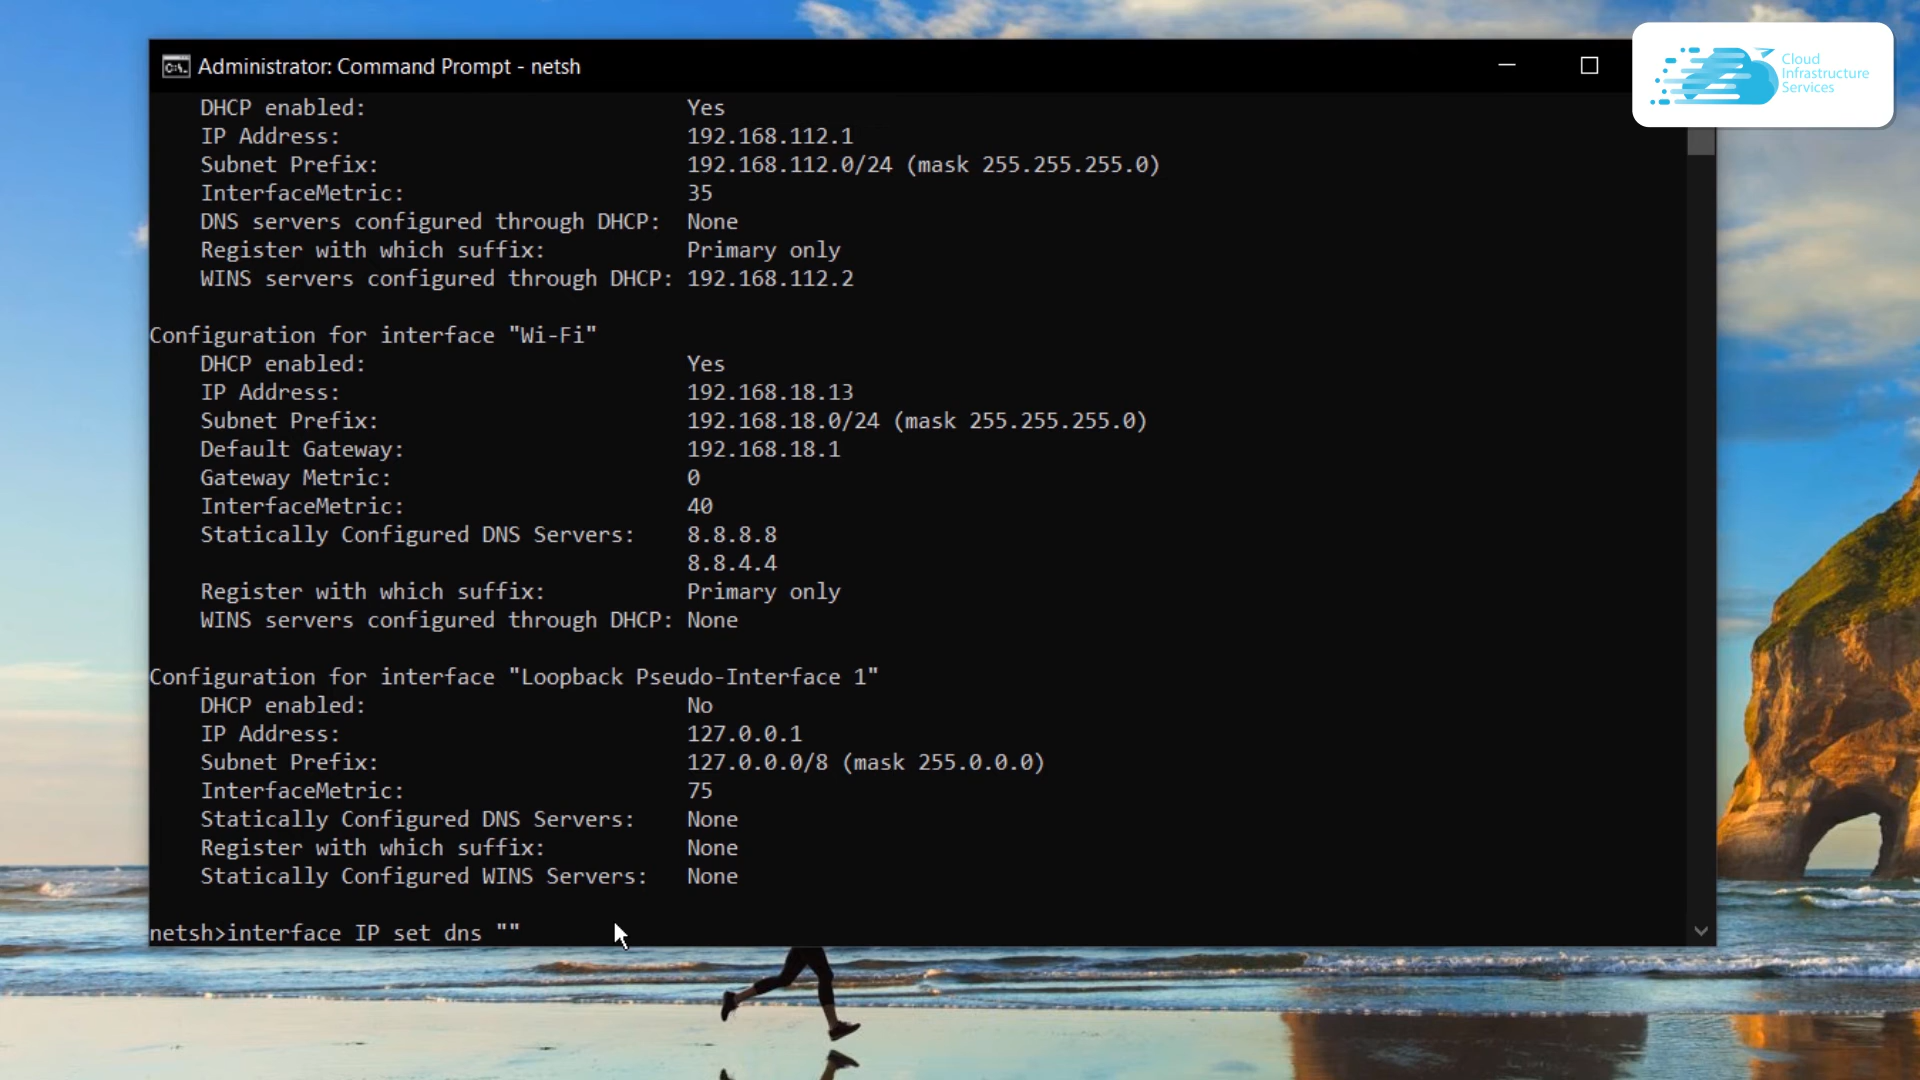 Administrator: Command Prompt - netsh
Cloud
Infrastructure
Services
DHCP enabled: Yes
IP Address: 192.168.112.1
Subnet Prefix: 192.168.112.0/24 (mask 255.255.255.0)
InterfaceMetric: 35
DNS servers configured through DHCP: None
Register with which suffix: Primary only
WINS servers configured through DHCP: 192.168.112.2
Configuration for interface "Wi-Fi"
DHCP enabled: Yes
IP Address: 192.168.18.13
Subnet Prefix: 192.168.18.0/24 (mask 255.255.255.0)
Default Gateway: 192.168.18.1
Gateway Metric: 0
InterfaceMetric: 40
Statically Configured DNS Servers: 8.8.8.8
8.8.4.4
Register with which suffix: Primary only
WINS servers configured through DHCP: None
Configuration for interface "Loopback Pseudo-Interface 1"
DHCP enabled: No
IP Address: 127.0.0.1
Subnet Prefix: 127.0.0.0/8 (mask 255.0.0.0)
InterfaceMetric: 75
Statically Configured DNS Servers: None
Register with which suffix: None
Statically Configured WINS Servers: None
netsh>interface IP set dns ""